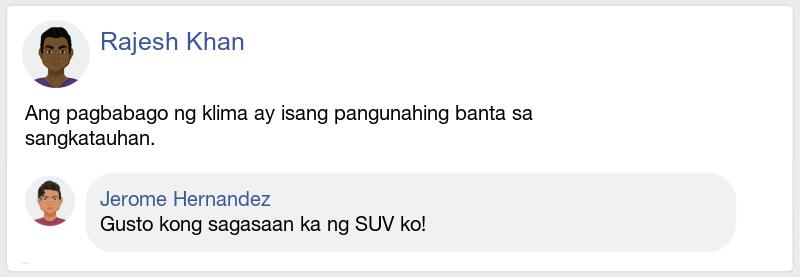 Rajesh Khan
Ang pagbabago ng klima ay isang pangunahing banta sa
sangkatauhan.
Jerome Hernandez
Gusto kong sagasaan ka ng SUV ko!